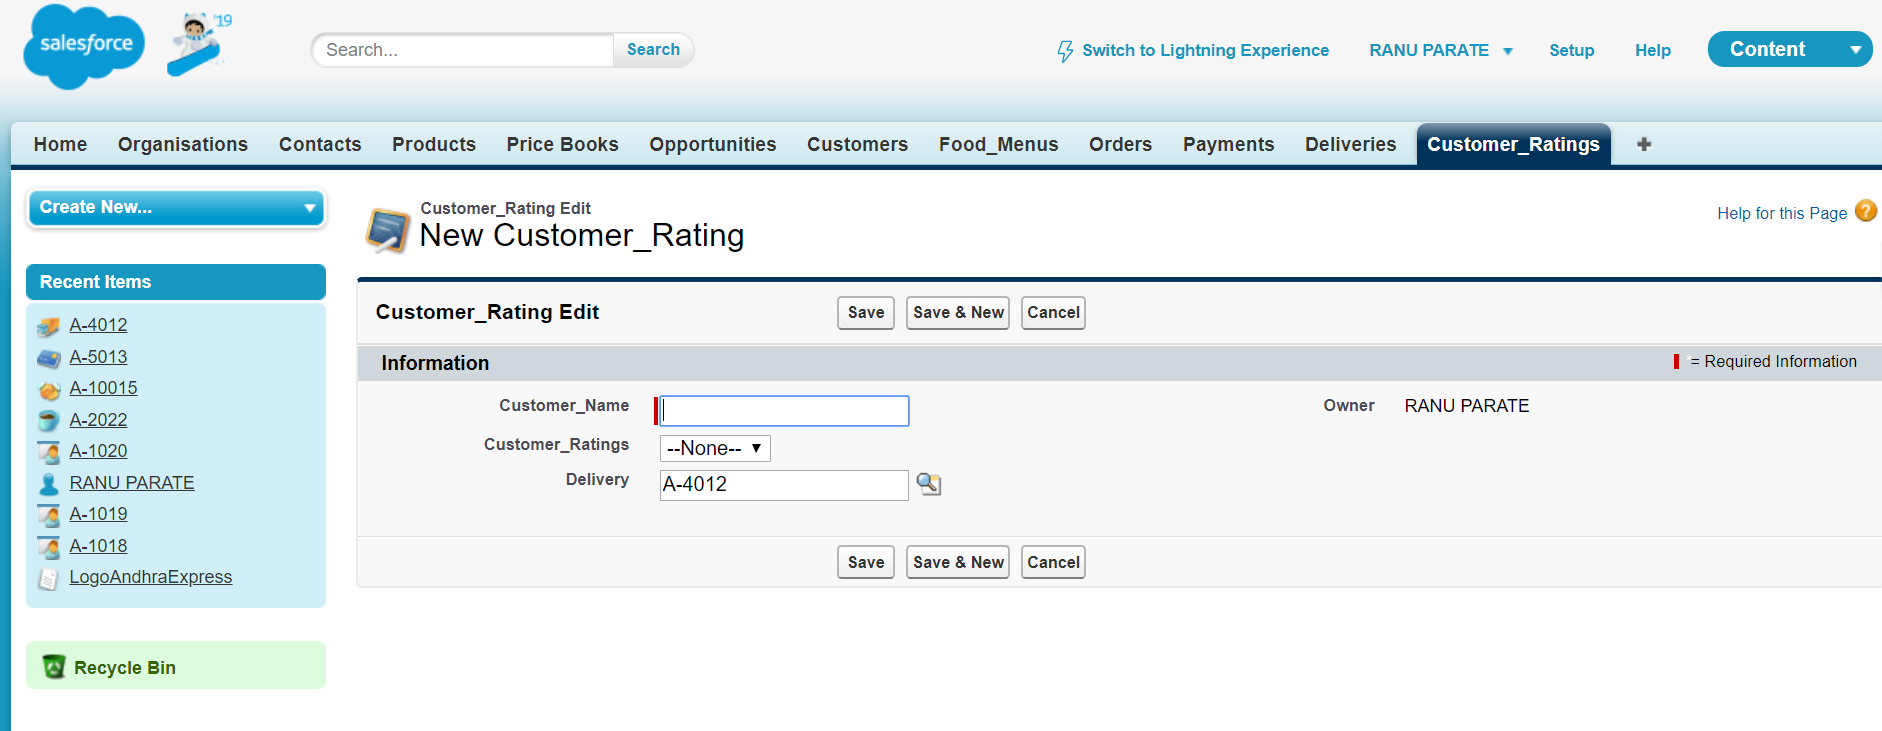 salesforce
'19
Search...
Search
Switch to Lightning Experience
RANU PARATE
Setup
Help
Content
Home Organisations Contacts Products Price Books Opportunities Customers Food_Menus Orders Payments Deliveries Customer_Ratings +
Create New...
Recent Items
A-4012
A-5013
A-10015
A-2022
A-1020
RANU PARATE
A-1019
A-1018
LogoAndhraExpress
Recycle Bin
Customer_Rating Edit
New Customer_Rating
Help for this Page ?
Customer_Rating Edit
Save Save & New Cancel
Information
= Required Information
Customer_Name
Owner RANU PARATE
Customer_Ratings --None--
Delivery A-4012
Save Save & New Cancel